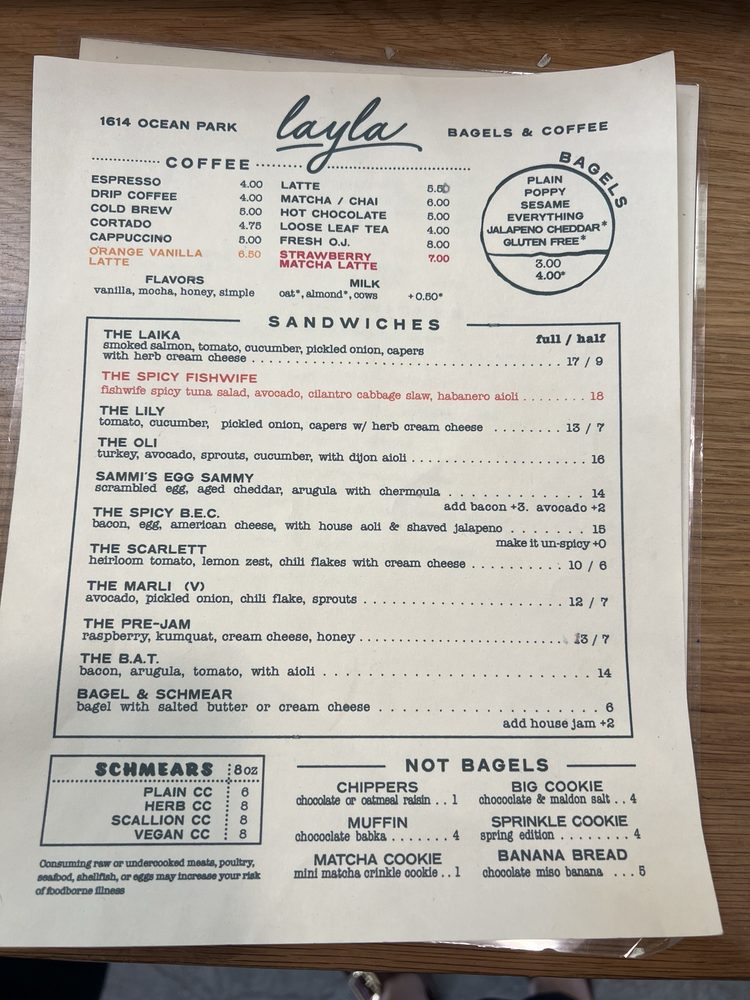 1614 OCEAN PARK
layla
BAGELS & COFFEE
COFFEE
ESPRESSO 4.00
DRIP COFFEE 4.00
COLD BREW 5.00
CORTADO 4.75
CAPPUCCINO 5.00
ORANGE VANILLA
LATTE 6.50
LATTE 5.50
MATCHA / CHAI 6.00
HOT CHOCOLATE 5.00
LOOSE LEAF TEA 4.00
FRESH O.J. 8.00
STRAWBERRY
MATCHA LATTE 7.00
FLAVORS
vanilla, mocha, honey, simple
MILK
oat*, almond*, cows +0.50*
BAGELS
PLAIN
POPPY
SESAME
EVERYTHING
JALAPENO CHEDDAR*
GLUTEN FREE*
3.00
4.00*
SANDWICHES
full / half
THE LAIKA
smoked salmon, tomato, cucumber, pickled onion, capers
with herb cream cheese 17 / 9
THE SPICY FISHWIFE
fishwife spicy tuna salad, avocado, cilantro cabbage slaw, habanero aioli 18
THE LILY
tomato, cucumber, pickled onion, capers w/ herb cream cheese 13 / 7
THE OLI
turkey, avocado, sprouts, cucumber, with dijon aioli 16
SAMMI'S EGG SAMMY
scrambled egg, aged cheddar, arugula with chermoula 14
add bacon +3. avocado +2
THE SPICY B.E.C.
bacon, egg, american cheese, with house aoli & shaved jalapeno 15
make it un-spicy +0
THE SCARLETT
heirloom tomato, lemon zest, chili flakes with cream cheese 10 / 6
THE MARLI (V)
avocado, pickled onion, chili flake, sprouts 12 / 7
THE PRE-JAM
raspberry, kumquat, cream cheese, honey 13 / 7
THE B.A.T.
bacon, arugula, tomato, with aioli 14
BAGEL & SCHMEAR
bagel with salted butter or cream cheese 6
add house jam +2
SCHMEARS 8oz
PLAIN CC 6
HERB CC 8
SCALLION CC 8
VEGAN CC 8
Consuming raw or undercooked meats, poultry,
seafood, shellfish, or eggs may increase your risk
of foodborne illness
NOT BAGELS
CHIPPERS
chocolate or oatmeal raisin . . 1
MUFFIN
chococlate babka . . . . . . . 4
MATCHA COOKIE
mini matcha crinkle cookie . . 1
BIG COOKIE
chococlate & maldon salt . . 4
SPRINKLE COOKIE
spring edition . . . . . . . . 4
BANANA BREAD
chocolate miso banana . . . 5